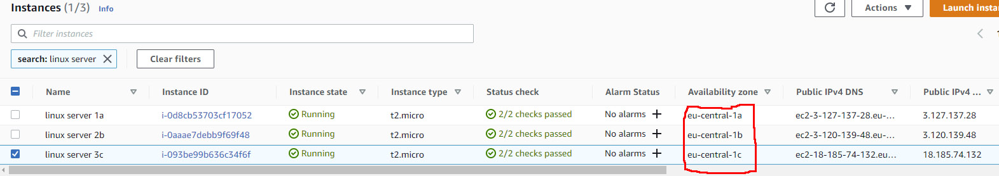 Instances (1/3) Info
Actions
Launch insta
Filter instances
1
search: linux server
Clear filters
Name Instance ID Instance state Instance type Status check Alarm Status Availability zone Public IPv4 DNS Public IPv4 ...
linux server 1a i-0d8cb53703cf17052 Running t2.micro 2/2 checks passed No alarms + eu-central-1a ec2-3-127-137-28.eu-... 3.127.137.28
linux server 2b i-0aaae7debb9f69f48 Running t2.micro 2/2 checks passed No alarms + eu-central-1b ec2-3-120-139-48.eu-... 3.120.139.48
linux server 3c i-093be99b636c34f6f Running t2.micro 2/2 checks passed No alarms + eu-central-1c ec2-18-185-74-132.eu... 18.185.74.132